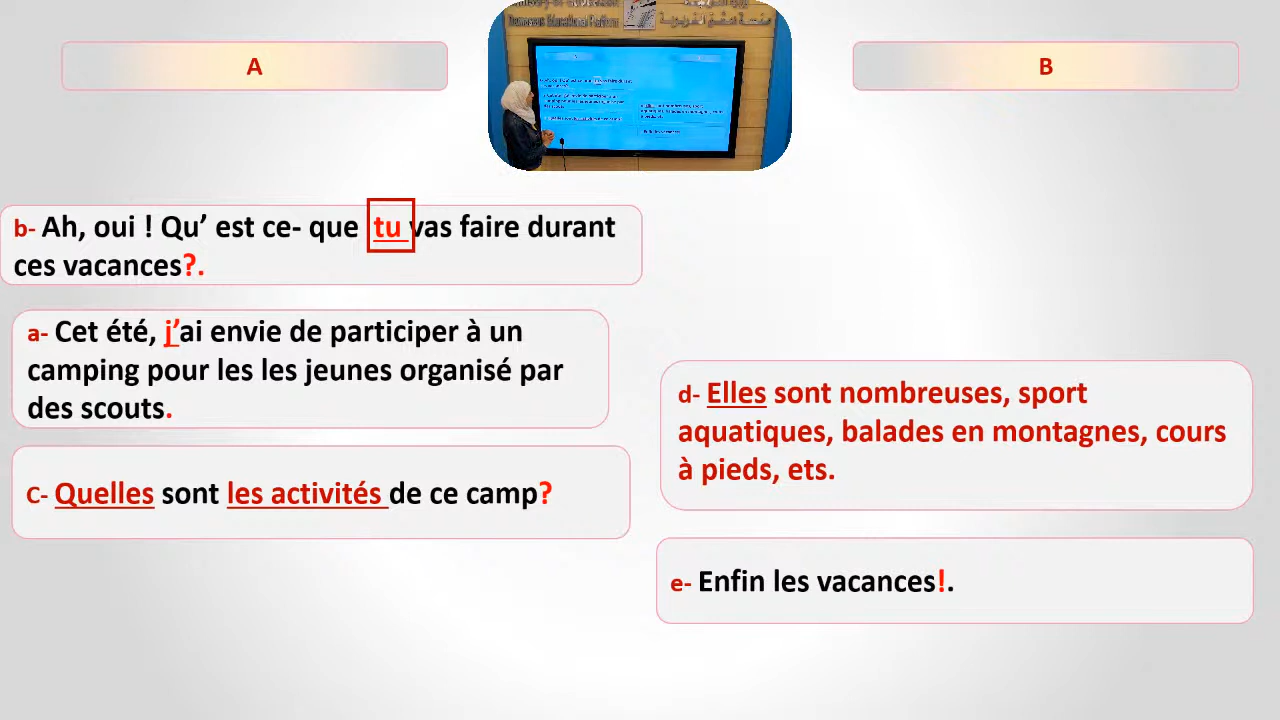 A
B
b- Ah, oui ! Qu’ est ce- que tu vas faire durant
ces vacances?.
a- Cet été, j’ai envie de participer à un
camping pour les les jeunes organisé par
des scouts.
C- Quelles sont les activités de ce camp?
d- Elles sont nombreuses, sport
aquatiques, balades en montagnes, cours
à pieds, ets.
e- Enfin les vacances!.